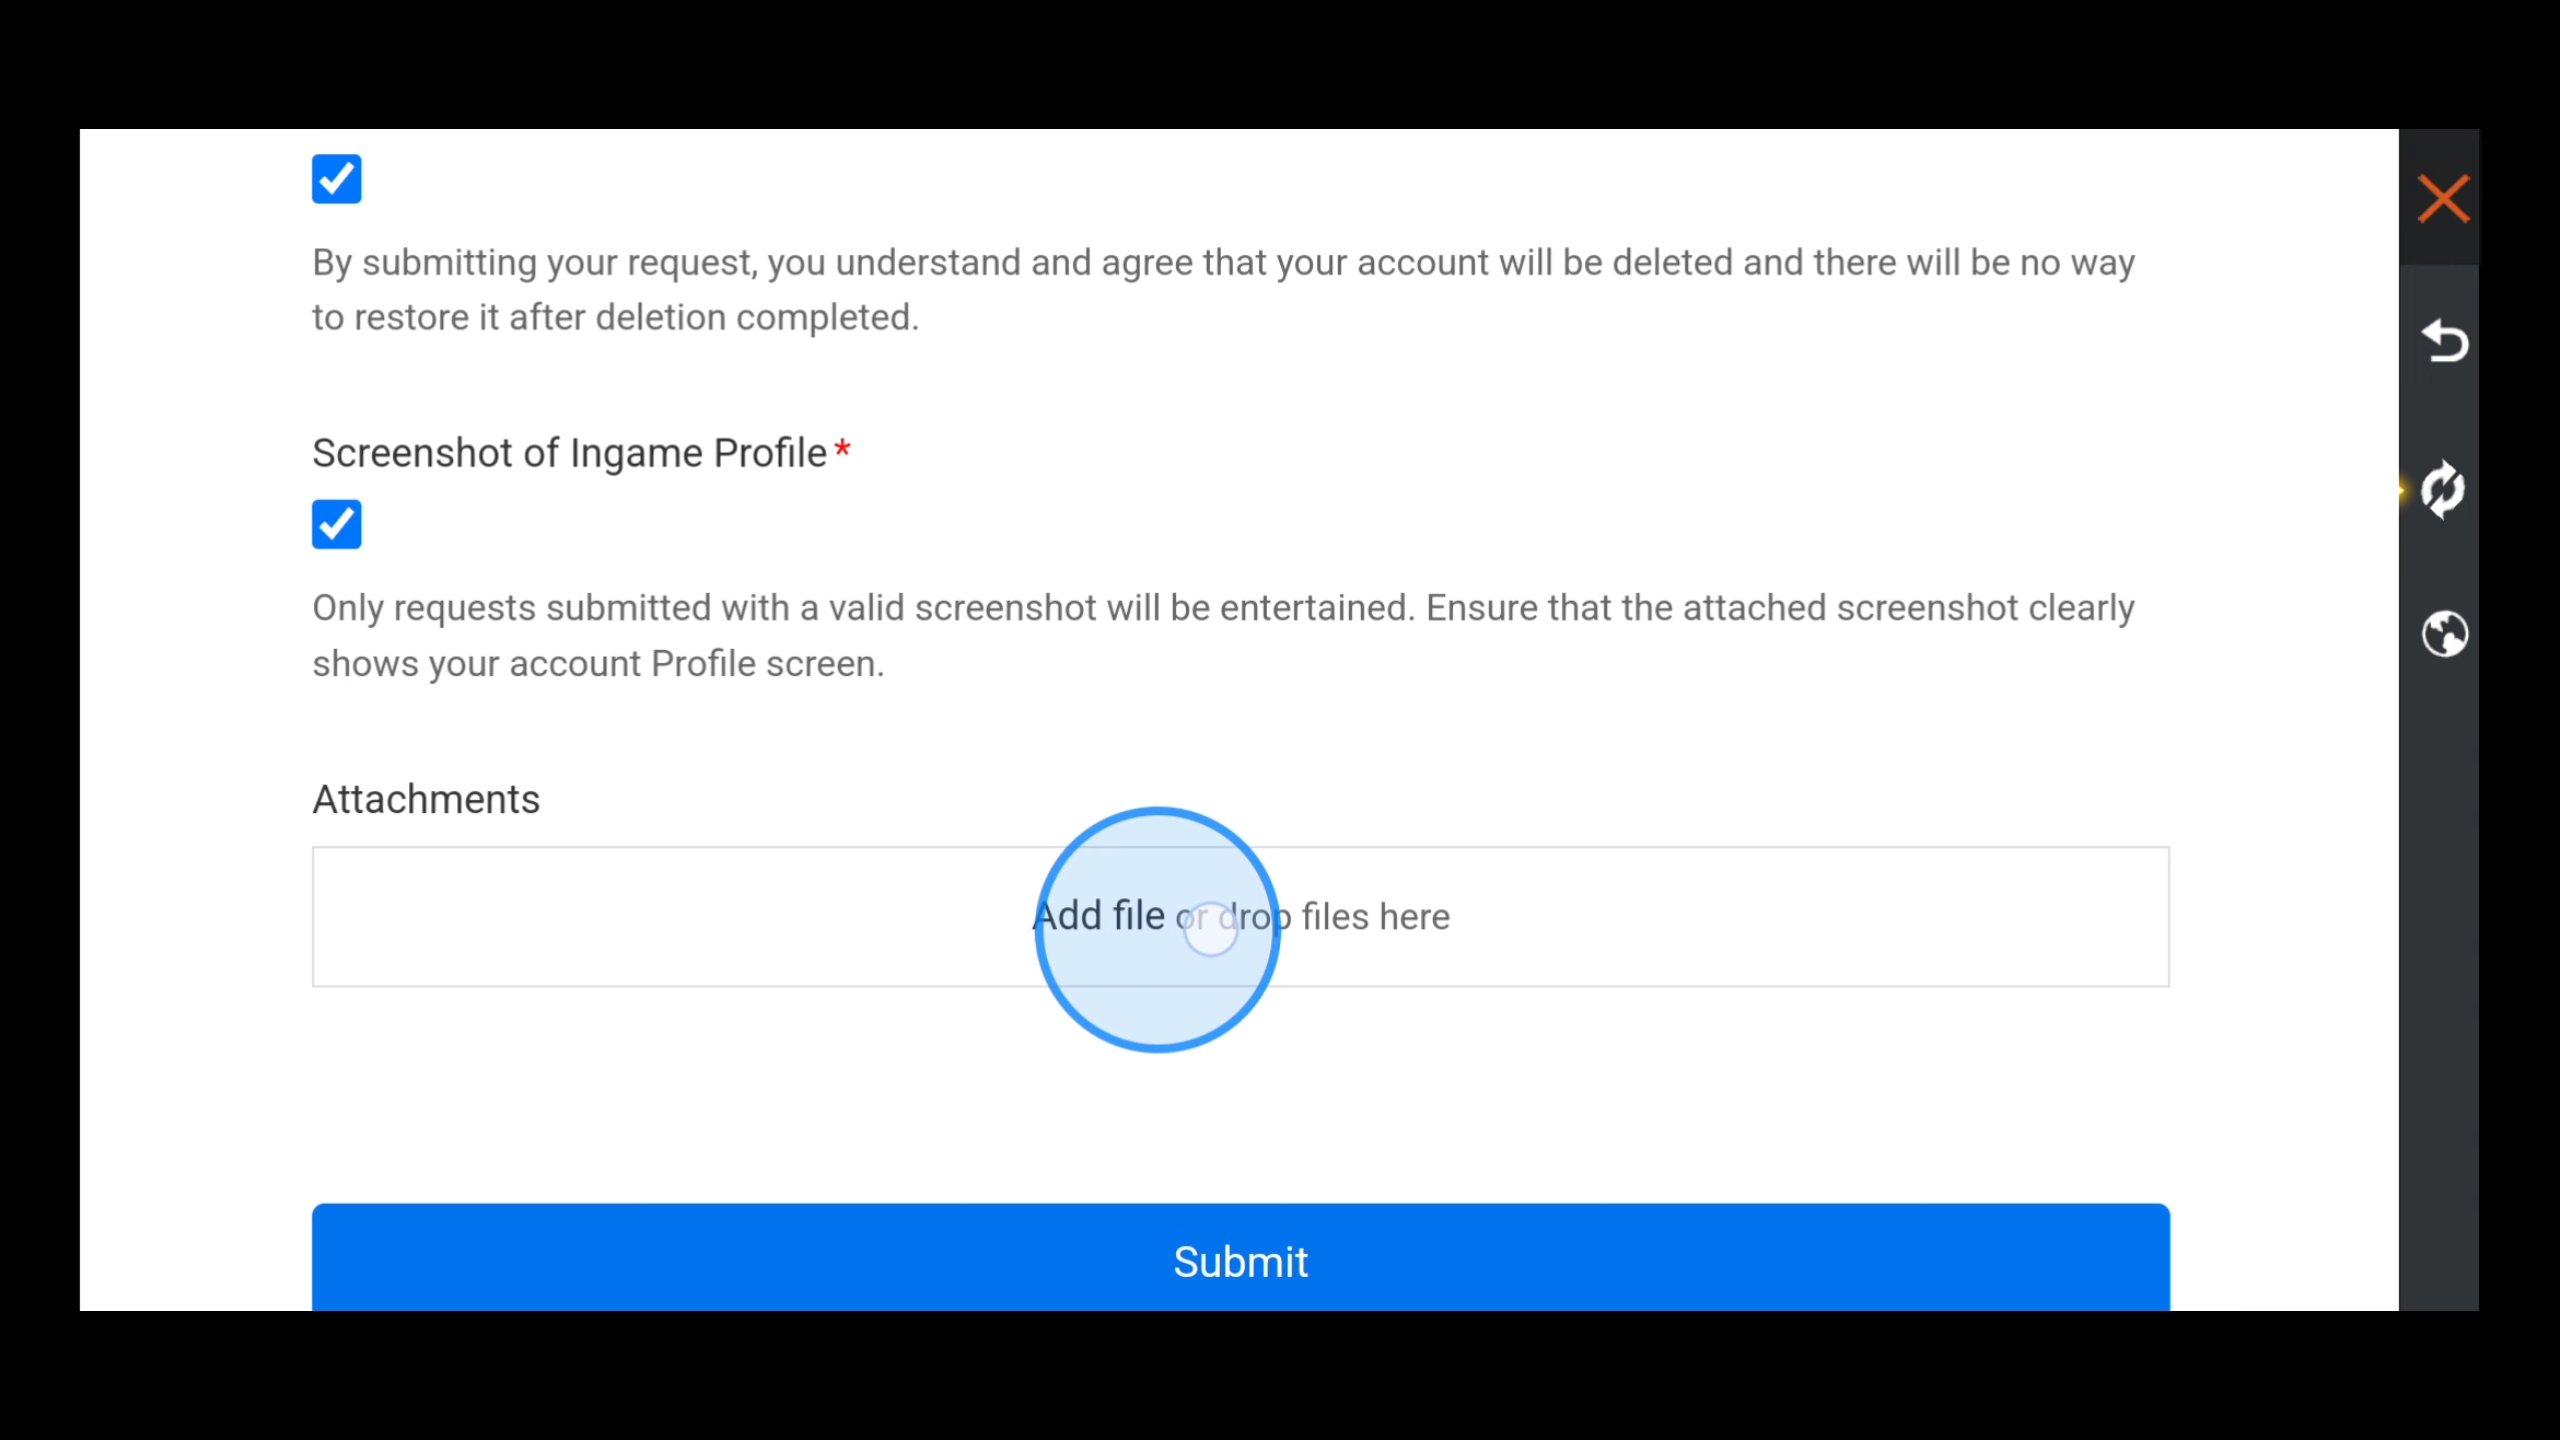 By submitting your request, you understand and agree that your account will be deleted and there will be no way
to restore it after deletion completed.
Screenshot of Ingame Profile*
Only requests submitted with a valid screenshot will be entertained. Ensure that the attached screenshot clearly
shows your account Profile screen.
Attachments
Add file or drop files here
Submit